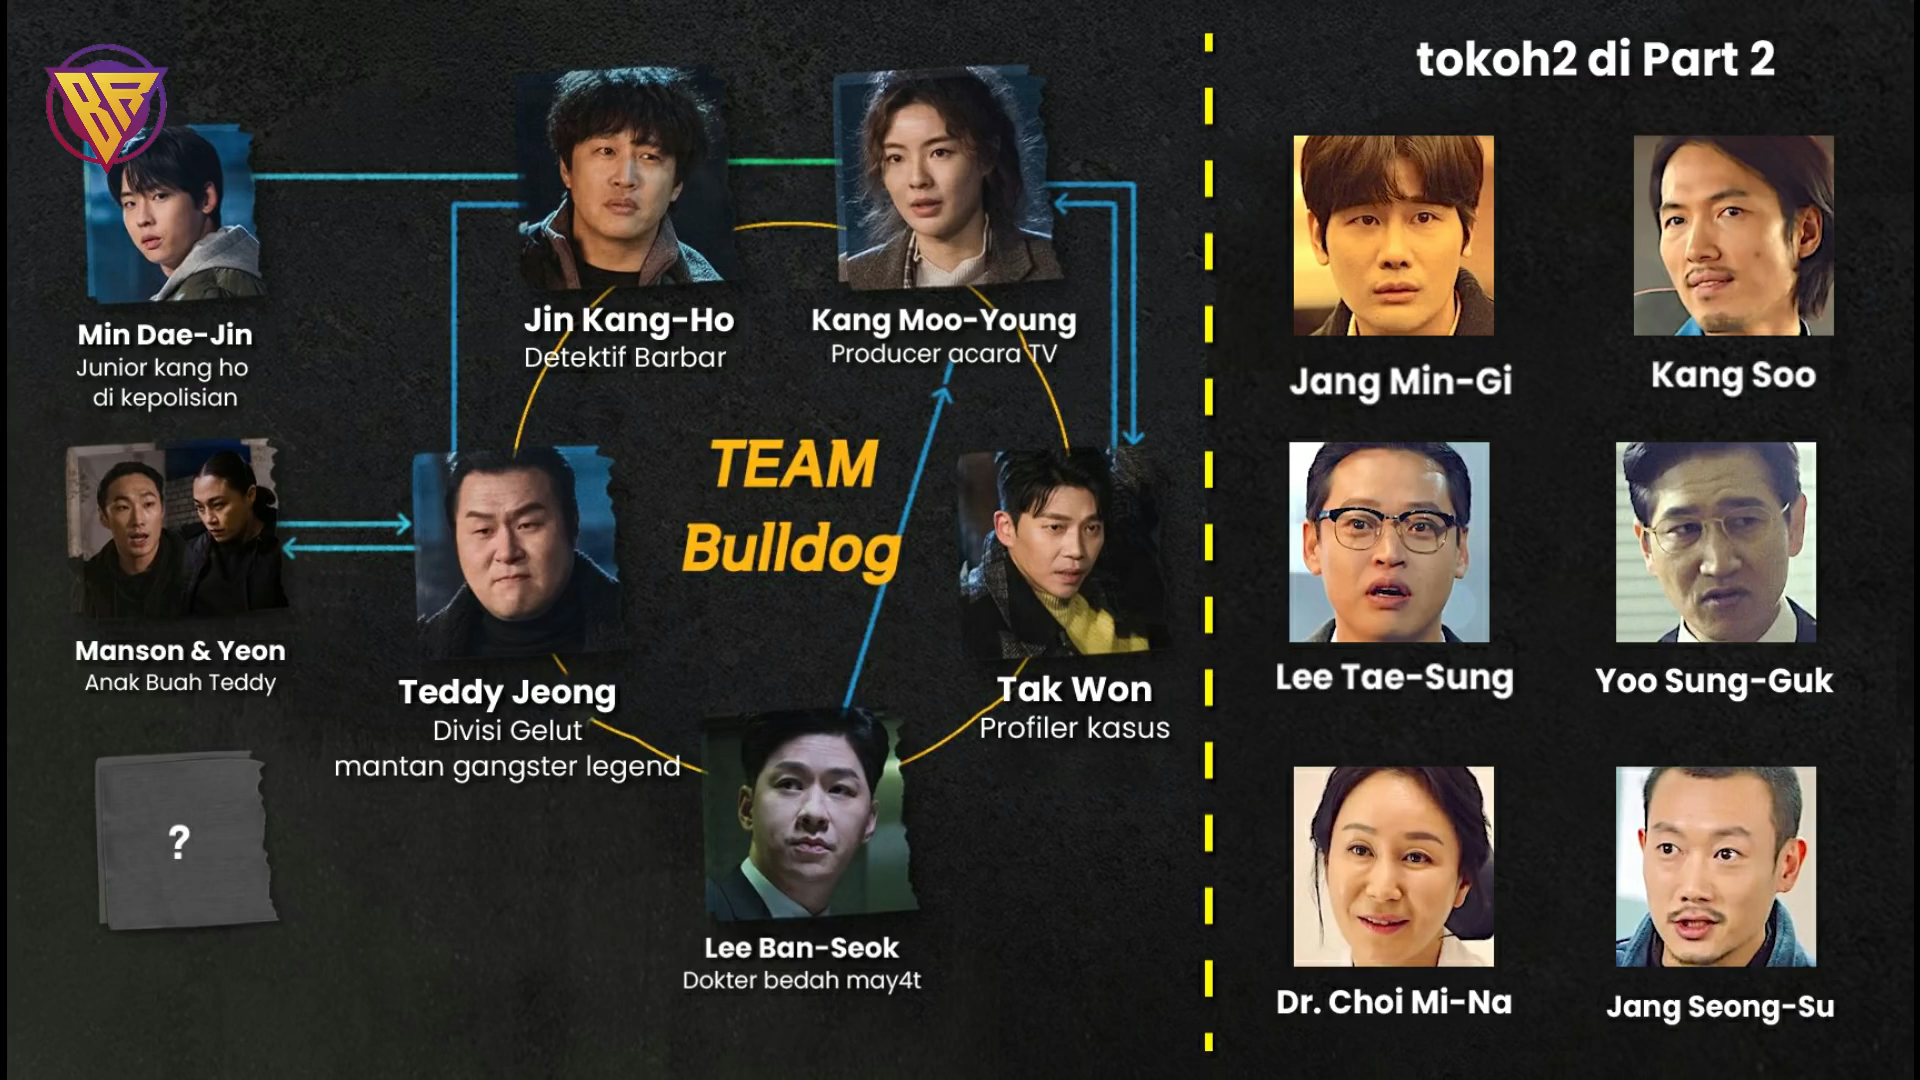 BR
tokoh2 di Part 2
Min Dae-Jin
Junior kang ho
di kepolisian
Jin Kang-Ho
Detektif Barbar
Kang Moo-Young
Producer acara TV
TEAM
Bulldog
Manson & Yeon
Anak Buah Teddy
Teddy Jeong
Divisi Gelut
mantan gangster legend
Tak Won
Profiler kasus
?
Lee Ban-Seok
Dokter bedah may4t
Jang Min-Gi
Kang Soo
Lee Tae-Sung
Yoo Sung-Guk
Dr. Choi Mi-Na
Jang Seong-Su